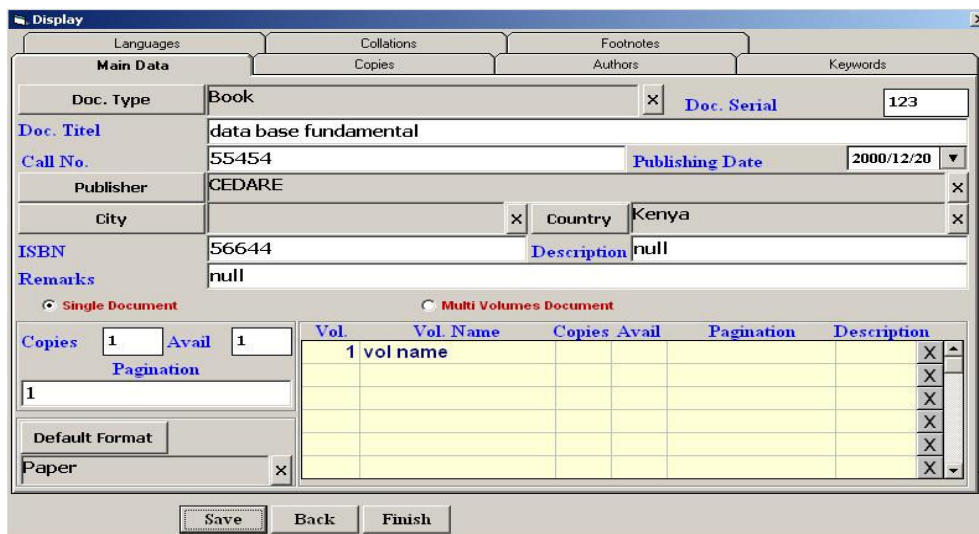 Display
Languages Collations Footnotes
Main Data Copies Authors Keywords
Doc. Type Book x Doc. Serial 123
Doc. Titel data base fundamental
Call No. 55454 Publishing Date 2000/12/20
Publisher CEDARE x
City x Country Kenya x
ISBN 56644 Description null
Remarks null
Single Document Multi Volumes Document
Copies 1 Avail 1
Pagination
1
Default Format
Paper x
Vol. Vol. Name Copies Avail Pagination Description
1 vol name X
X
X
X
X
X
Save Back Finish